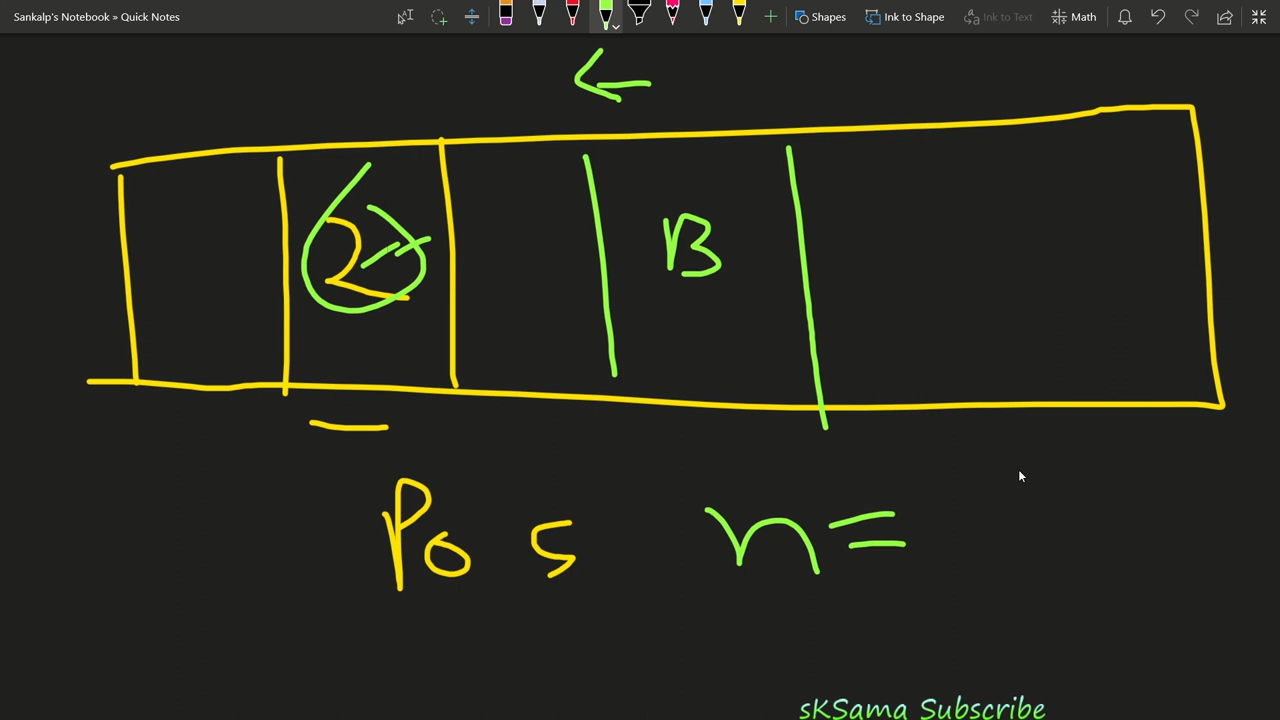 Sankalp's Notebook » Quick Notes
Shapes
Ink to Shape
Ink to Text
Math
←
2
B
Pos n=
sKSama Subscribe